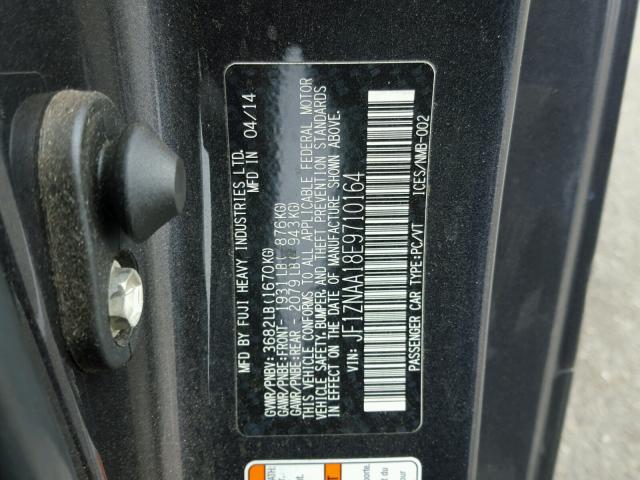 MFD BY FUJI HEAVY INDUSTRIES LTD.
MFD IN 04/14
GVWR/PNBV: 3682LB(1670KG)
GAWR/PNBE:FRONT- 1931LB( 876KG)
GAWR/PNBE:REAR - 2079LB( 943KG)
THIS VEHICLE CONFORMS TO ALL APPLICABLE FEDERAL MOTOR
VEHICLE SAFETY,BUMPER, AND THEFT PREVENTION STANDARDS
IN EFFECT ON THE DATE OF MANUFACTURE SHOWN ABOVE.
JF1ZNAA18E9710164
ICES/NMB-002
PASSENGER CAR TYPE:PC,VT